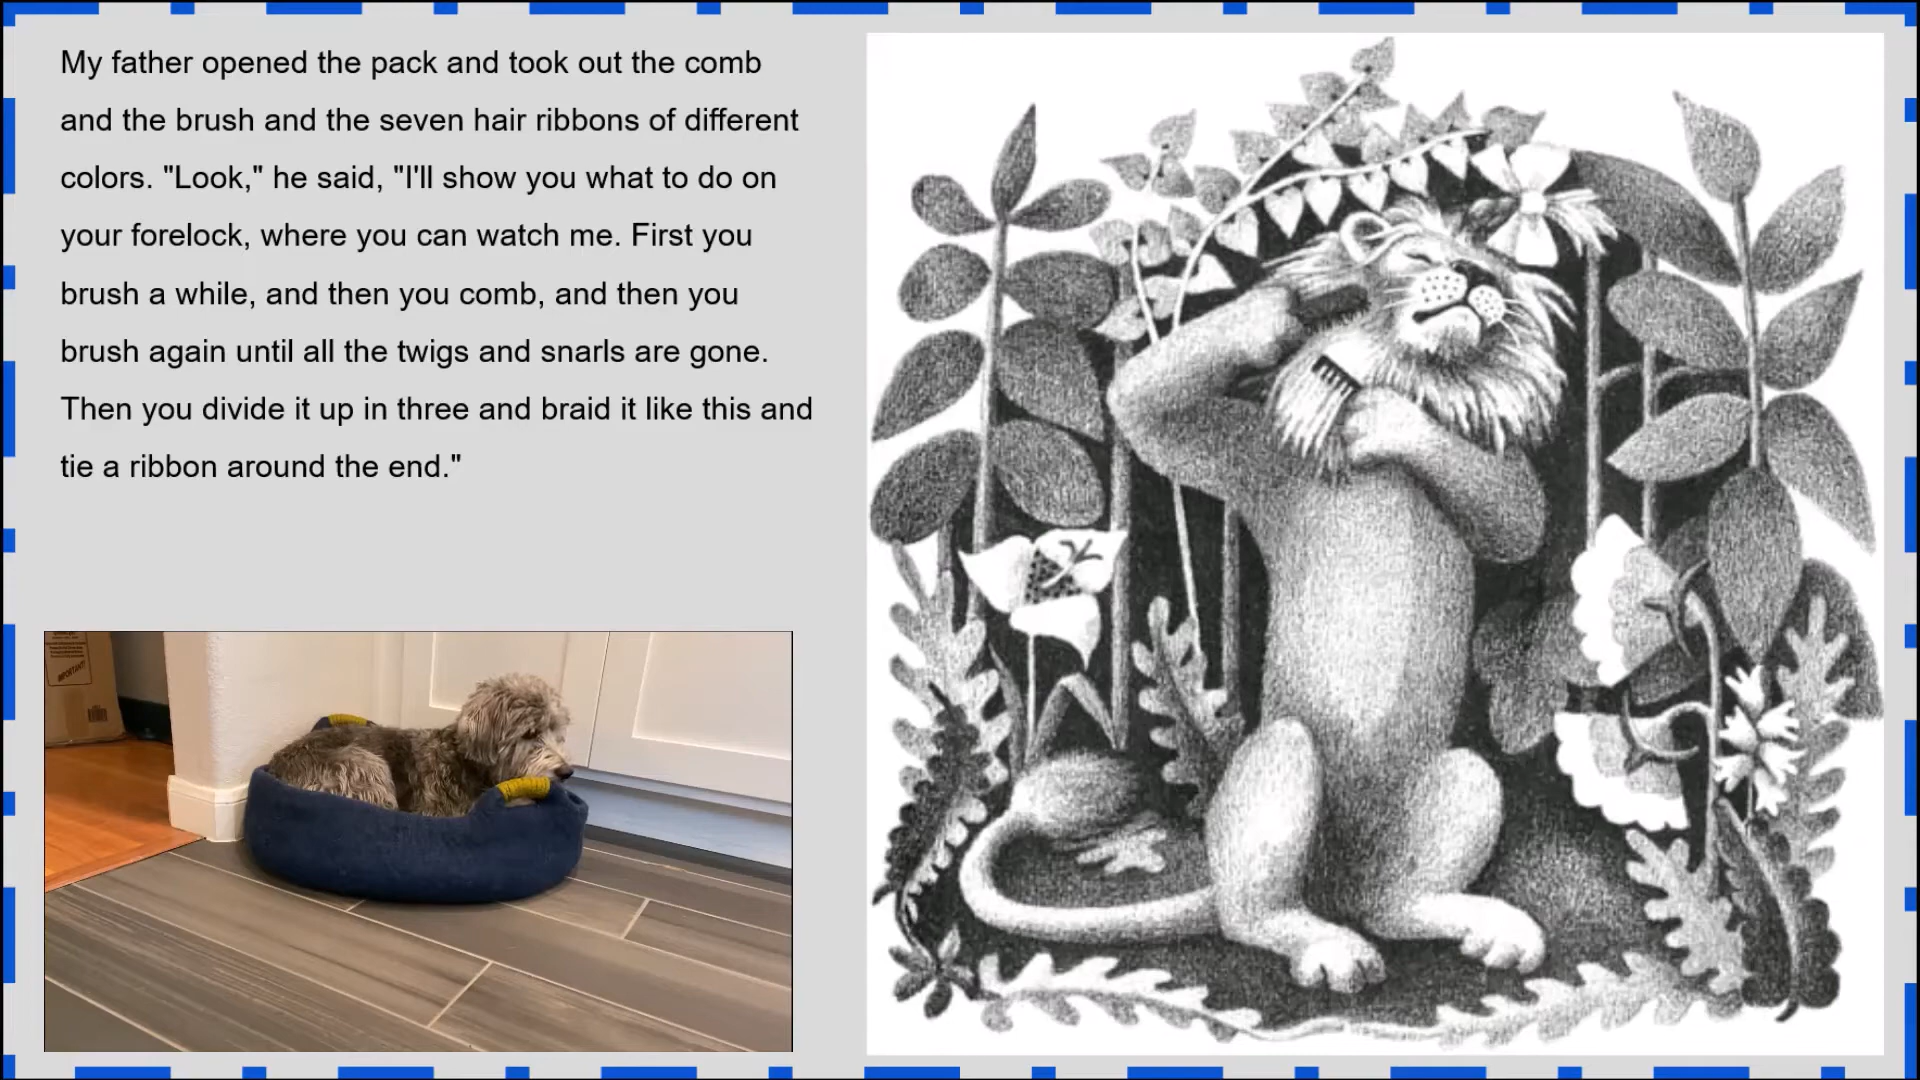 My father opened the pack and took out the comb
and the brush and the seven hair ribbons of different
colors. "Look," he said, "I'll show you what to do on
your forelock, where you can watch me. First you
brush a while, and then you comb, and then you
brush again until all the twigs and snarls are gone.
Then you divide it up in three and braid it like this and
tie a ribbon around the end."
IMPORTANT!